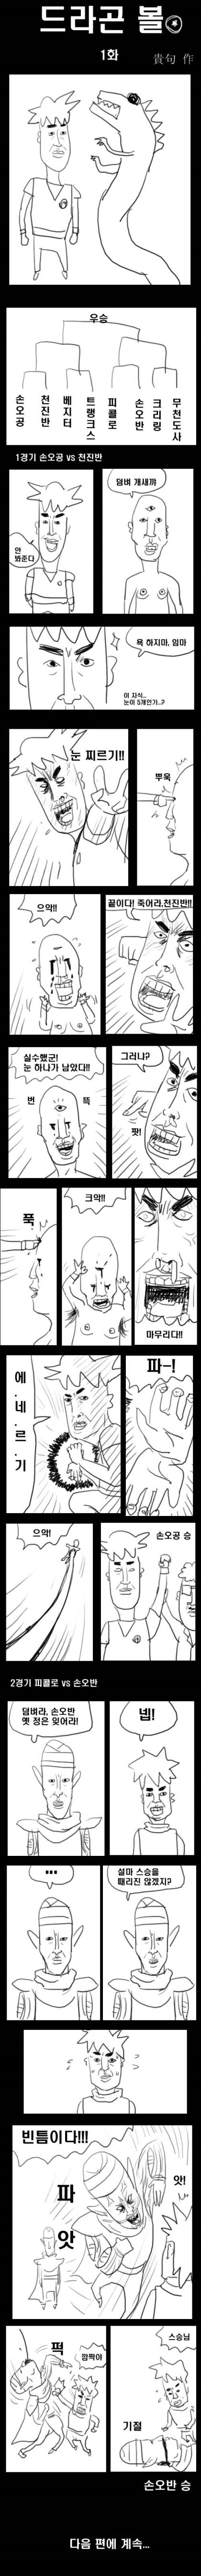 드라곤 볼
1화
貴句 作
우승
손오공
천진반
베지터
트랭크스
피콜로
손오반
크리링
무천도사
1경기 손오공 vs 천진반
안
봐준다
덤벼 개새꺄
욕 하지마, 임마
이 자식..
눈이 5개인가..?
눈 찌르기!!
뿌욱
으악!!
끝이다! 죽어라,천진반!!
실수했군!
눈 하나가 남았다!!
번
뜩
그러냐?
팟!
푹
크악!!
마무리다!!
에.네.르.기
파-!
으악!
손오공 승
2경기 피콜로 vs 손오반
덤벼라, 손오반
옛 정은 잊어라!
넵!
...
설마 스승을
때리진 않겠지?
빈틈이다!!!
파
앗
앗!
퍽
깜짝야
스승님
기절
손오반 승
다음 편에 계속...